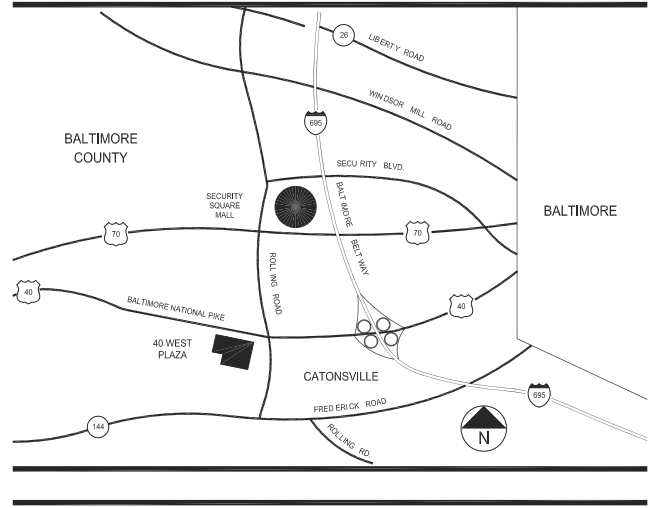 26
LIBERTY ROAD
WINDSOR MILL ROAD
695
BALTIMORE
COUNTY
SECURITY BLVD.
SECURITY
SQUARE
MALL
BALTIMORE
BELTWAY
BALTIMORE
70
70
ROLLING ROAD
40
BALTIMORE NATIONAL PIKE
40
40 WEST
PLAZA
CATONSVILLE
FREDERICK ROAD
695
144
ROLLING RD.
N